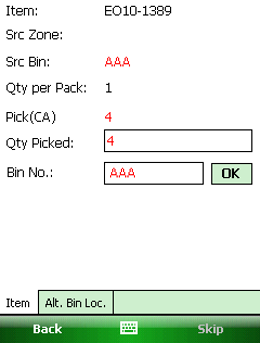 Item: EO10-1389
Src Zone:
Src Bin: AAA
Qty per Pack: 1
Pick(CA) 4
Qty Picked: 4
Bin No.: AAA OK
Item Alt. Bin Loc.
Back Skip